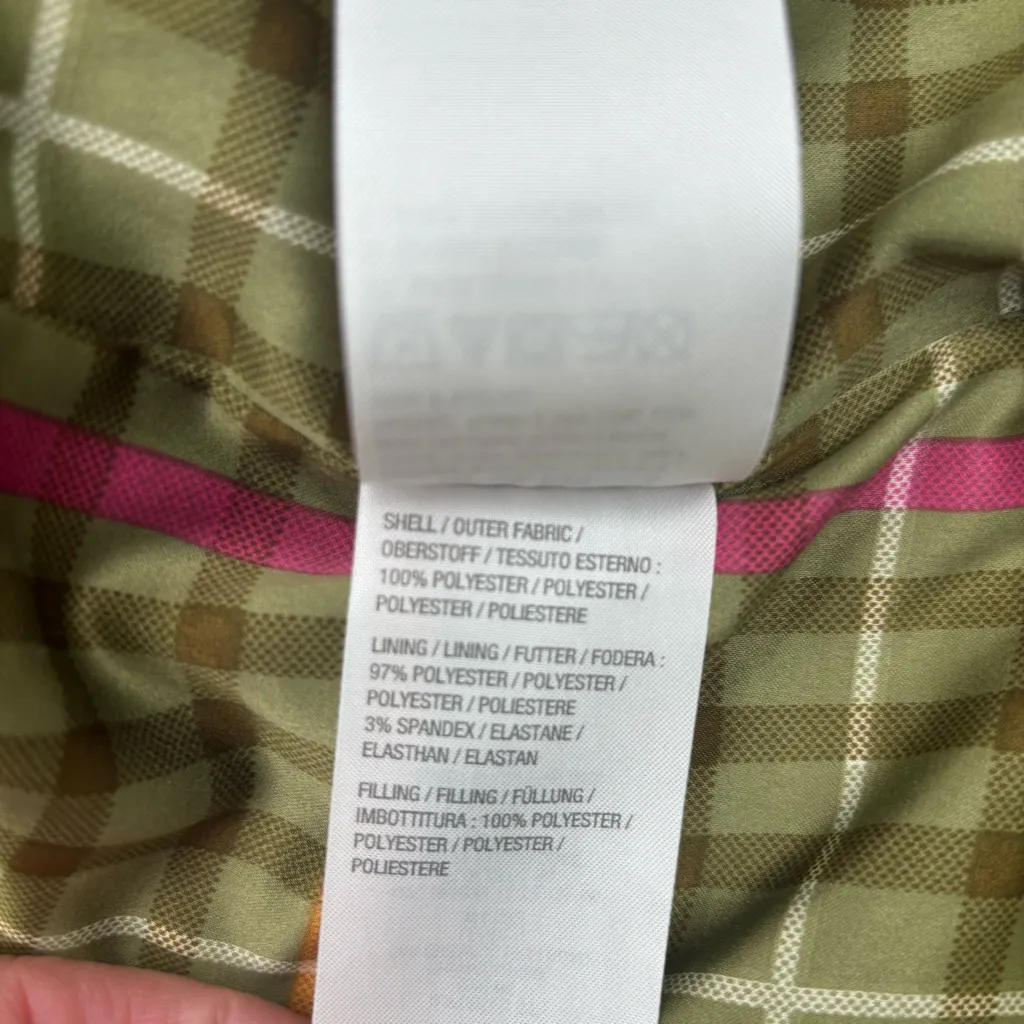 SHELL / OUTER FABRIC /
OBERSTOFF / TESSUTO ESTERNO :
100% POLYESTER / POLYESTER /
POLYESTER / POLIESTERE
LINING / LINING / FUTTER / FODERA :
97% POLYESTER / POLYESTER /
POLYESTER / POLIESTERE
3% SPANDEX / ELASTANE /
ELASTHAN / ELASTAN
FILLING / FILLING / FÜLLUNG /
IMBOTTITURA : 100% POLYESTER /
POLYESTER / POLYESTER /
POLIESTERE